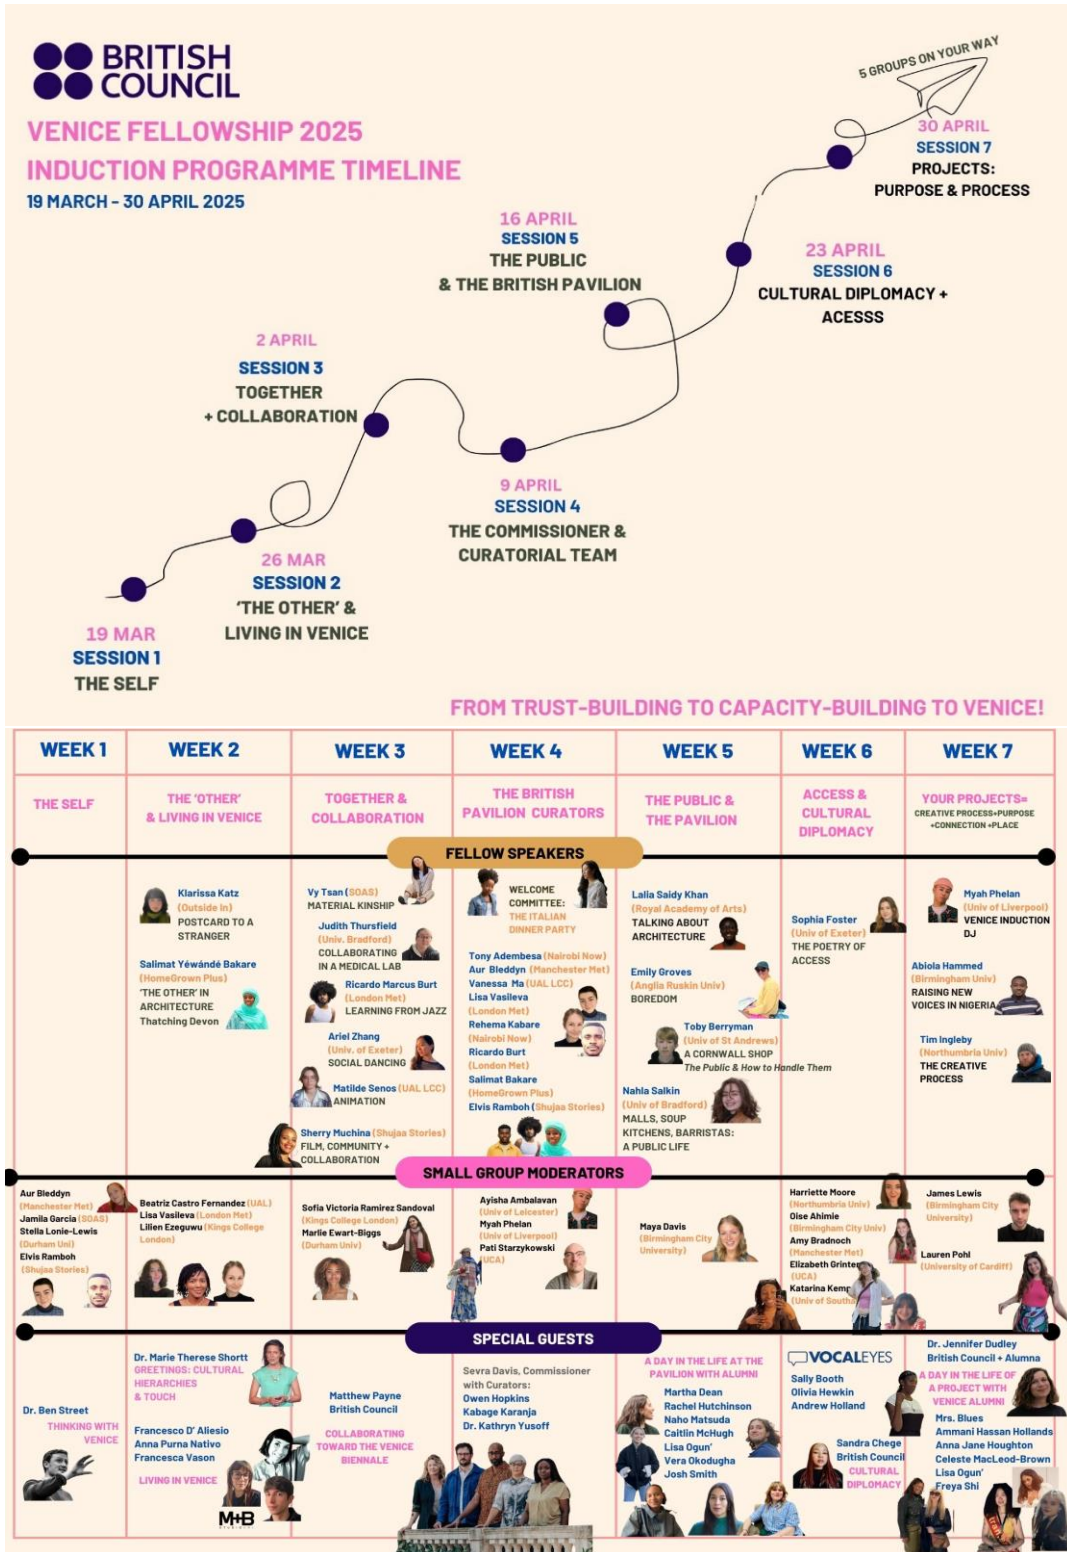 BRITISH
COUNCIL
VENICE FELLOWSHIP 2025
INDUCTION PROGRAMME TIMELINE
19 MARCH - 30 APRIL 2025
5 GROUPS ON YOUR WAY
30 APRIL
SESSION 7
PROJECTS:
PURPOSE & PROCESS
16 APRIL
SESSION 5
THE PUBLIC
& THE BRITISH PAVILION
23 APRIL
SESSION 6
CULTURAL DIPLOMACY +
ACESSS
2 APRIL
SESSION 3
TOGETHER
+ COLLABORATION
9 APRIL
SESSION 4
THE COMMISSIONER &
CURATORIAL TEAM
26 MAR
SESSION 2
'THE OTHER' &
LIVING IN VENICE
19 MAR
SESSION 1
THE SELF
FROM TRUST-BUILDING TO CAPACITY-BUILDING TO VENICE!
WEEK 1
WEEK 2
WEEK 3
WEEK 4
WEEK 5
WEEK 6
WEEK 7
THE SELF
THE 'OTHER'
& LIVING IN VENICE
TOGETHER &
COLLABORATION
THE BRITISH
PAVILION CURATORS
THE PUBLIC &
THE PAVILION
ACCESS &
CULTURAL
DIPLOMACY
YOUR PROJECTS=
CREATIVE PROCESS+PURPOSE
+CONNECTION +PLACE
FELLOW SPEAKERS
Klarissa Katz
(Outside In)
POSTCARD TO A
STRANGER
Salimat Yéwándé Bakare
(HomeGrown Plus)
'THE OTHER' IN
ARCHITECTURE
Thatching Devon
Vy Tsan (SOAS)
MATERIAL KINSHIP
Judith Thursfield
(Univ. Bradford)
COLLABORATING
IN A MEDICAL LAB
Ricardo Marcus Burt
(London Met)
LEARNING FROM JAZZ
Ariel Zhang
(Univ. of Exeter)
SOCIAL DANCING
Matilde Senos (UAL LCC)
ANIMATION
Sherry Muchina (Shujaa Stories)
FILM, COMMUNITY +
COLLABORATION
WELCOME
COMMITTEE:
THE ITALIAN
DINNER PARTY
Tony Adembesa (Nairobi Now)
Aur Bleddyn (Manchester Met)
Vanessa Ma (UAL LCC)
Lisa Vasileva
(London Met)
Rehema Kabare
(Nairobi Now)
Ricardo Burt
(London Met)
Salimat Bakare
(HomeGrown Plus)
Elvis Ramboh (Shujaa Stories)
Lalia Saidy Khan
(Royal Academy of Arts)
TALKING ABOUT
ARCHITECTURE
Emily Groves
(Anglia Ruskin Univ)
BOREDOM
Toby Berryman
(Univ of St Andrews)
A CORNWALL SHOP
The Public & How to Handle Them
Nahla Salkin
(Univ of Bradford)
MALLS, SOUP
KITCHENS, BARRISTAS:
A PUBLIC LIFE
Sophia Foster
(Univ of Exeter)
THE POETRY OF
ACCESS
Myah Phelan
(Univ of Liverpool)
VENICE INDUCTION
DJ
Abiola Hammed
(Birmingham Univ)
RAISING NEW
VOICES IN NIGERIA
Tim Ingleby
(Northumbria Univ)
THE CREATIVE
PROCESS
SMALL GROUP MODERATORS
Aur Bleddyn
(Manchester Met)
Jamila Garcia (SOAS)
Stella Lonie-Lewis
(Durham Uni)
Elvis Ramboh
(Shujaa Stories)
Beatriz Castro Fernandez (UAL)
Lisa Vasileva (London Met)
Lilien Ezeguwu (Kings College
London)
Sofia Victoria Ramirez Sandoval
(Kings College London)
Marlie Ewart-Biggs
(Durham Univ)
Ayisha Ambalavan
(Univ of Leicester)
Myah Phelan
(Univ of Liverpool)
Pati Starzykowski
(UCA)
Maya Davis
(Birmingham City
University)
Harriette Moore
(Northumbria Univ)
Oise Ahimie
(Birmingham City Univ)
Amy Bradnoch
(Manchester Met)
Elizabeth Grinter
(UCA)
Katarina Kemp
(Univ of South
James Lewis
(Birmingham City
University)
Lauren Pohl
(University of Cardiff)
SPECIAL GUESTS
Dr. Ben Street
THINKING WITH
VENICE
Dr. Marie Therese Shortt
GREETINGS: CULTURAL
HIERARCHIES
& TOUCH
Francesco D' Aliesio
Anna Purna Nativo
Francesca Vason
LIVING IN VENICE
M+B
Matthew Payne
British Council
COLLABORATING
TOWARD THE VENICE
BIENNALE
Sevra Davis, Commissioner
with Curators:
Owen Hopkins
Kabage Karanja
Dr. Kathryn Yusoff
A DAY IN THE LIFE AT THE
PAVILION WITH ALUMNI
Martha Dean
Rachel Hutchinson
Naho Matsuda
Caitlin McHugh
Lisa Ogun'
Vera Okodugha
Josh Smith
VOCALEYES
Sally Booth
Olivia Hewkin
Andrew Holland
Sandra Chege
British Council
CULTURAL
DIPLOMACY
Dr. Jennifer Dudley
British Council + Alumna
A DAY IN THE LIFE OF
A PROJECT WITH
VENICE ALUMNI
Mrs. Blues
Ammani Hassan Hollands
Anna Jane Houghton
Celeste MacLeod-Brown
Lisa Ogun'
Freya Shi